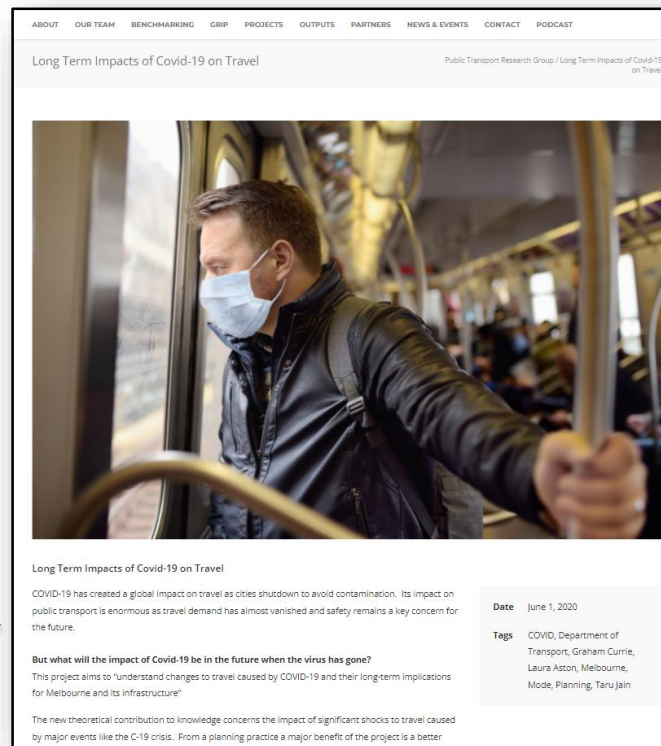 ABOUT OUR TEAM BENCHMARKING GRIP PROJECTS OUTPUTS PARTNERS NEWS & EVENTS CONTACT PODCAST
Long Term Impacts of Covid-19 on Travel
Public Transport Research Group / Long Term Impacts of Covid-19
on Travel
Long Term Impacts of Covid-19 on Travel
COVID-19 has created a global impact on travel as cities shutdown to avoid contamination. Its impact on
public transport is enormous as travel demand has almost vanished and safety remains a key concern for
the future.
But what will the impact of Covid-19 be in the future when the virus has gone?
This project aims to "understand changes to travel caused by COVID-19 and their long-term implications
for Melbourne and its infrastructure"
The new theoretical contribution to knowledge concerns the impact of significant shocks to travel caused
by major events like the C-19 crisis. From a planning practice a major benefit of the project is a better
Date June 1, 2020
Tags COVID, Department of
Transport, Graham Currie,
Laura Aston, Melbourne,
Mode, Planning, Taru Jain